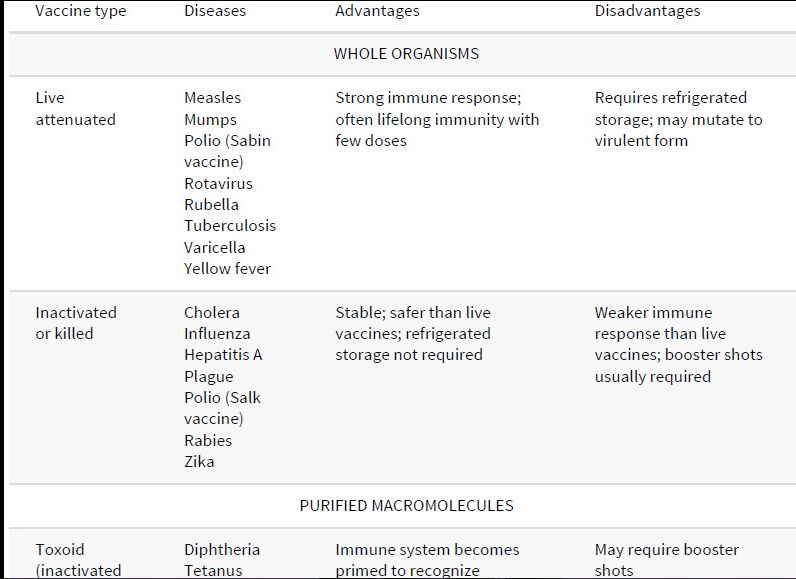 Vaccine type Diseases Advantages Disadvantages
WHOLE ORGANISMS
Live Measles Strong immune response; Requires refrigerated
attenuated Mumps often lifelong immunity with storage; may mutate to
Polio (Sabin few doses virulent form
vaccine)
Rotavirus
Rubella
Tuberculosis
Varicella
Yellow fever
Inactivated Cholera Stable; safer than live Weaker immune
or killed Influenza vaccines; refrigerated response than live
Hepatitis A storage not required vaccines; booster shots
Plague usually required
Polio (Salk
vaccine)
Rabies
Zika
PURIFIED MACROMOLECULES
Toxoid Diphtheria Immune system becomes May require booster
(inactivated Tetanus primed to recognize shots